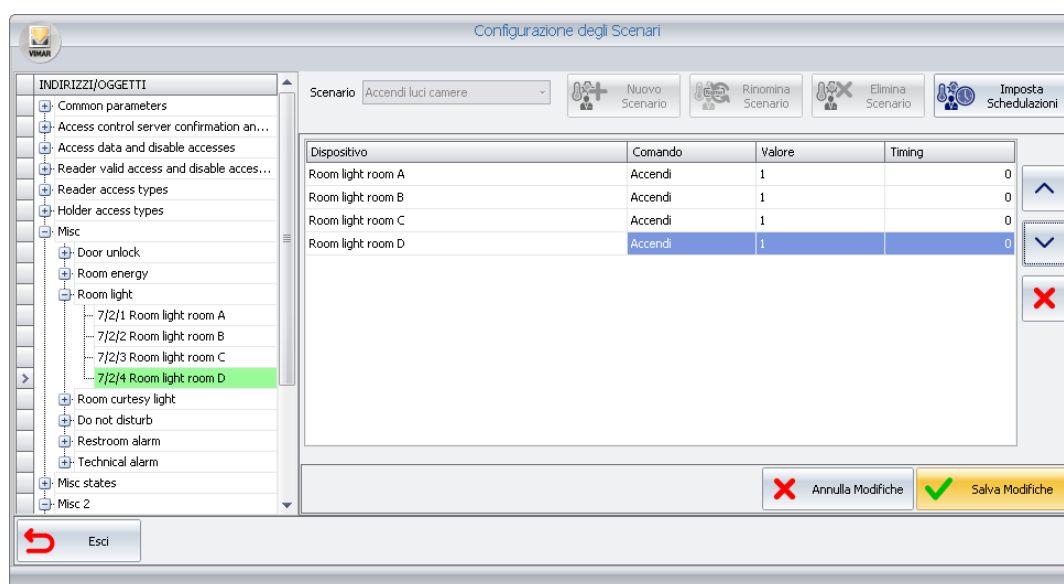 Configurazione degli Scenari
VIMAR
INDIRIZZI/OGGETTI
Common parameters
Access control server confirmation an...
Access data and disable accesses
Reader valid access and disable acces...
Reader access types
Holder access types
Misc
Door unlock
Room energy
Room light
7/2/1 Room light room A
7/2/2 Room light room B
7/2/3 Room light room C
7/2/4 Room light room D
Room curtesy light
Do not disturb
Restroom alarm
Technical alarm
Misc states
Misc 2
Scenario Accendi luci camere
Nuovo
Scenario
Rinomina
Scenario
Elimina
Scenario
Imposta
Schedulazioni
Dispositivo Comando Valore Timing
Room light room A Accendi 1 0
Room light room B Accendi 1 0
Room light room C Accendi 1 0
Room light room D Accendi 1 0
Annulla Modifiche
Salva Modifiche
Esci